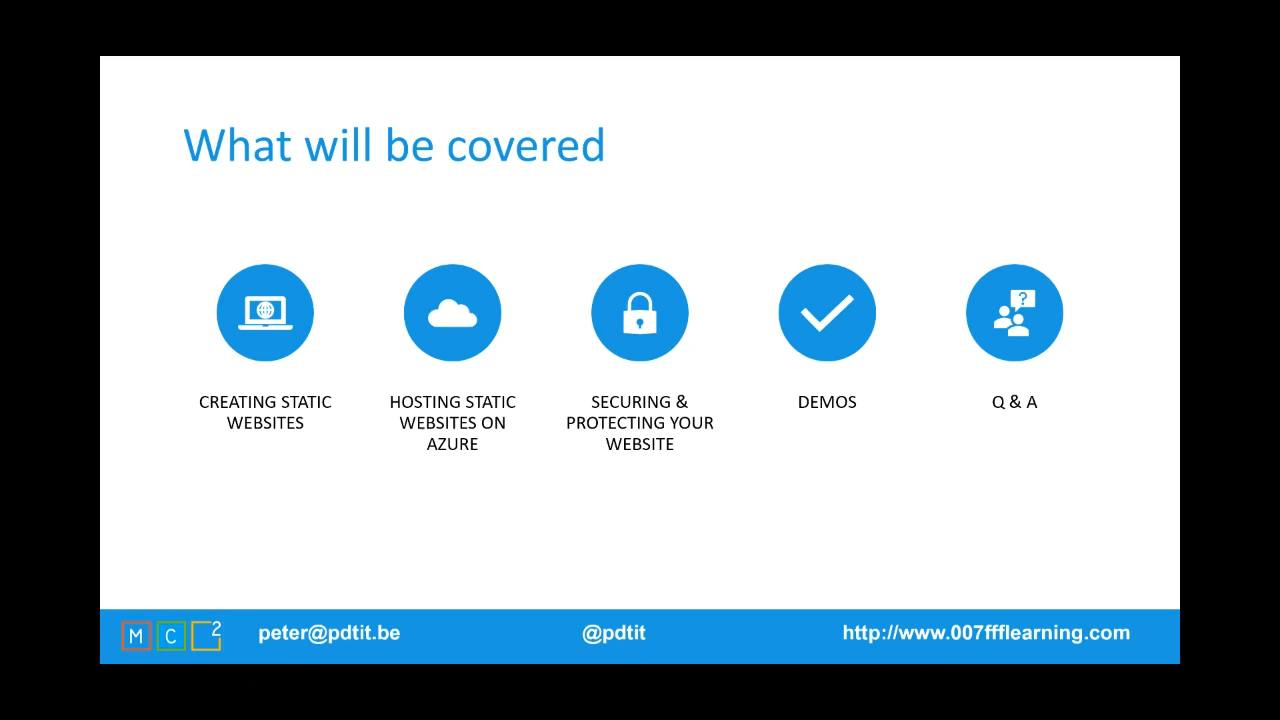 What will be covered
?
CREATING STATIC
WEBSITES
HOSTING STATIC
WEBSITES ON
AZURE
SECURING &
PROTECTING YOUR
WEBSITE
DEMOS
Q & A
M C 2
peter@pdtit.be
@pdtit
http://www.007ffflearning.com